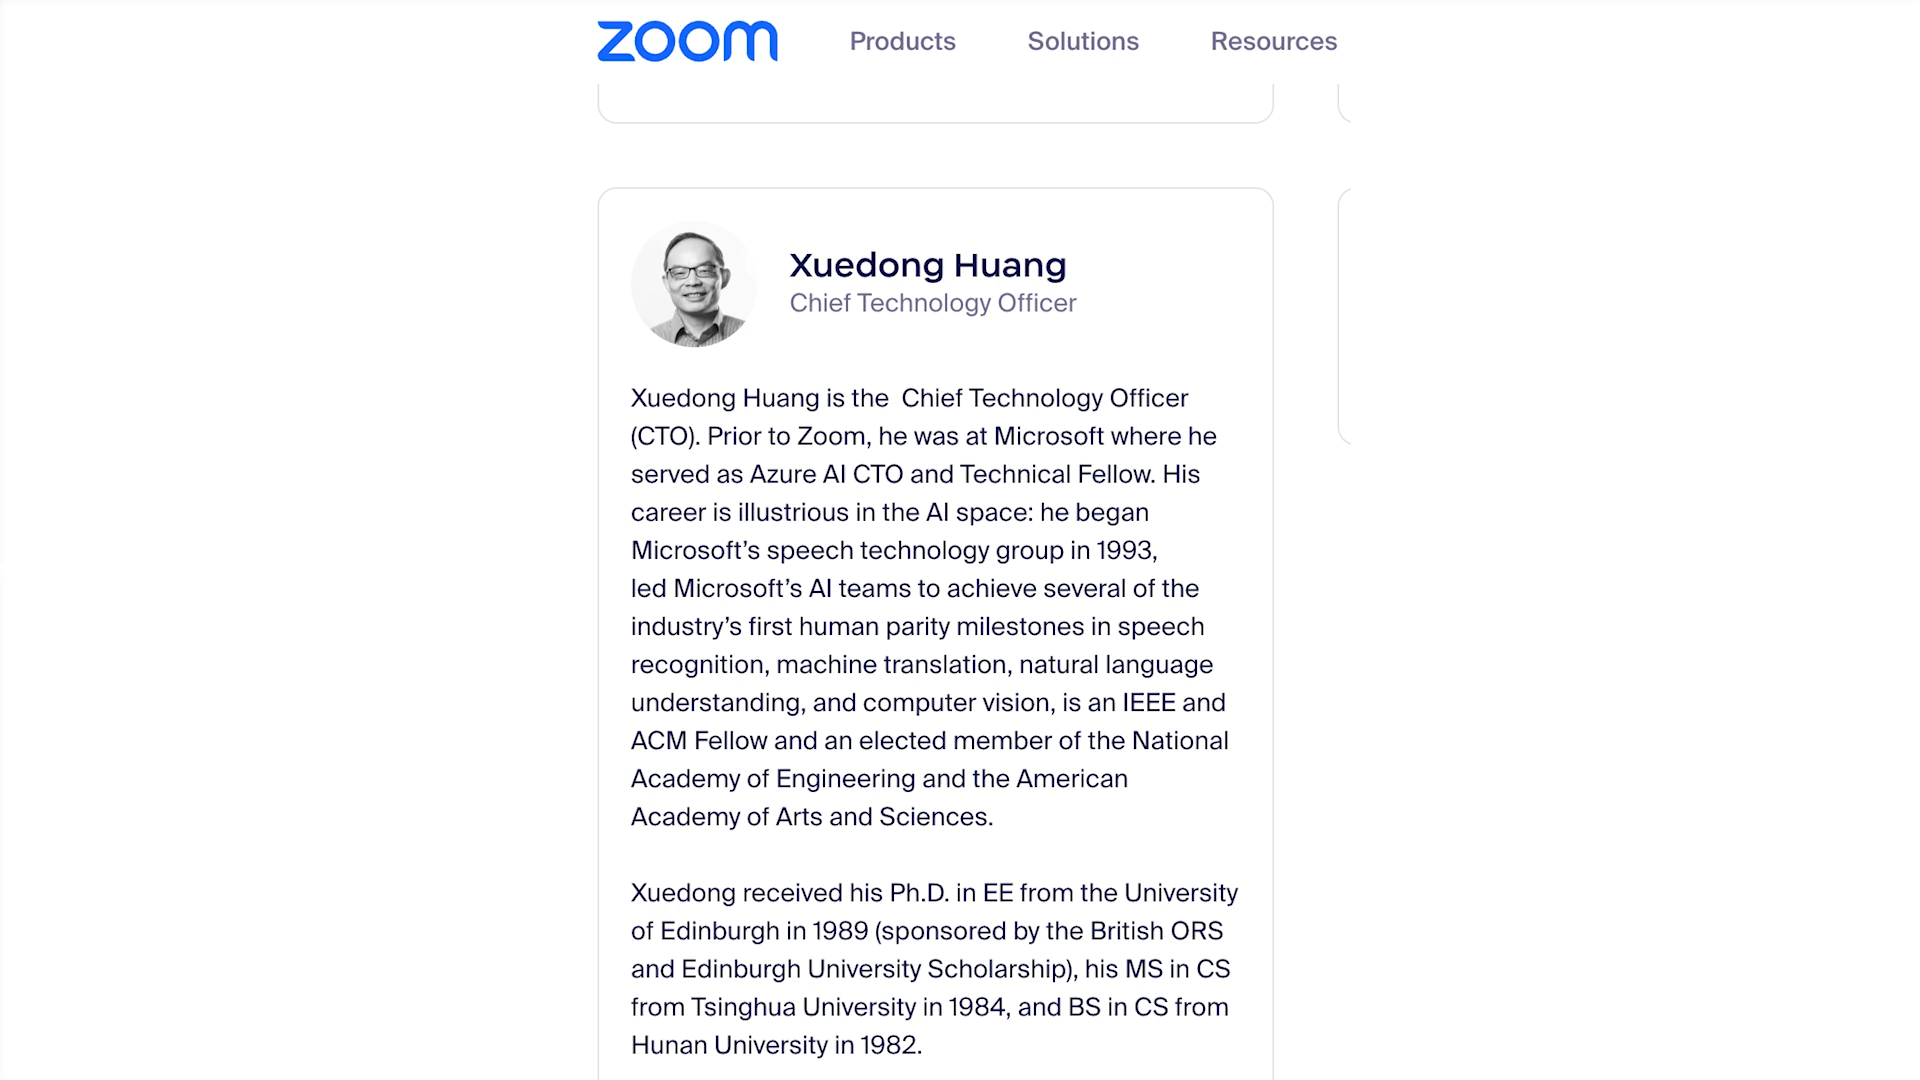 zoom Products Solutions Resources
Xuedong Huang
Chief Technology Officer
Xuedong Huang is the  Chief Technology Officer
(CTO). Prior to Zoom, he was at Microsoft where he
served as Azure AI CTO and Technical Fellow. His
career is illustrious in the AI space: he began
Microsoft’s speech technology group in 1993,
led Microsoft’s AI teams to achieve several of the
industry’s first human parity milestones in speech
recognition, machine translation, natural language
understanding, and computer vision, is an IEEE and
ACM Fellow and an elected member of the National
Academy of Engineering and the American
Academy of Arts and Sciences.
Xuedong received his Ph.D. in EE from the University
of Edinburgh in 1989 (sponsored by the British ORS
and Edinburgh University Scholarship), his MS in CS
from Tsinghua University in 1984, and BS in CS from
Hunan University in 1982.